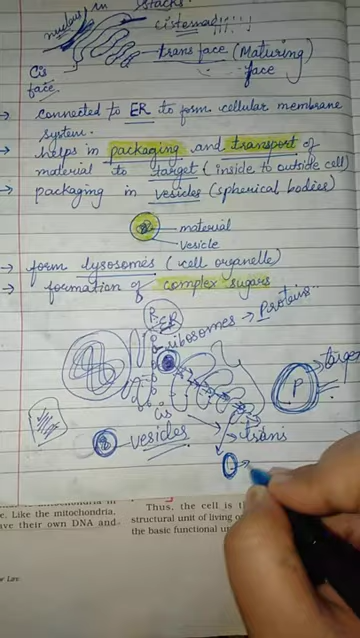 in stacks
nucleus
cisternae!!!!
trans face (Maturing)
face
Cis
face.
→ connected to ER to form cellular membrane
system.
→ helps in packaging and transport of
material to target (inside to outside cell)
→ packaging in vesicles (spherical bodies)
material
vesicle
→ form lysosomes (cell organelle)
→ formation of complex sugars
ER
ribosomes → Proteins..
P
target
cis
vesicles
→ trans
e. Like the mitochondria,
ave their own DNA and
Thus, the cell is
structural unit of living
the basic functional